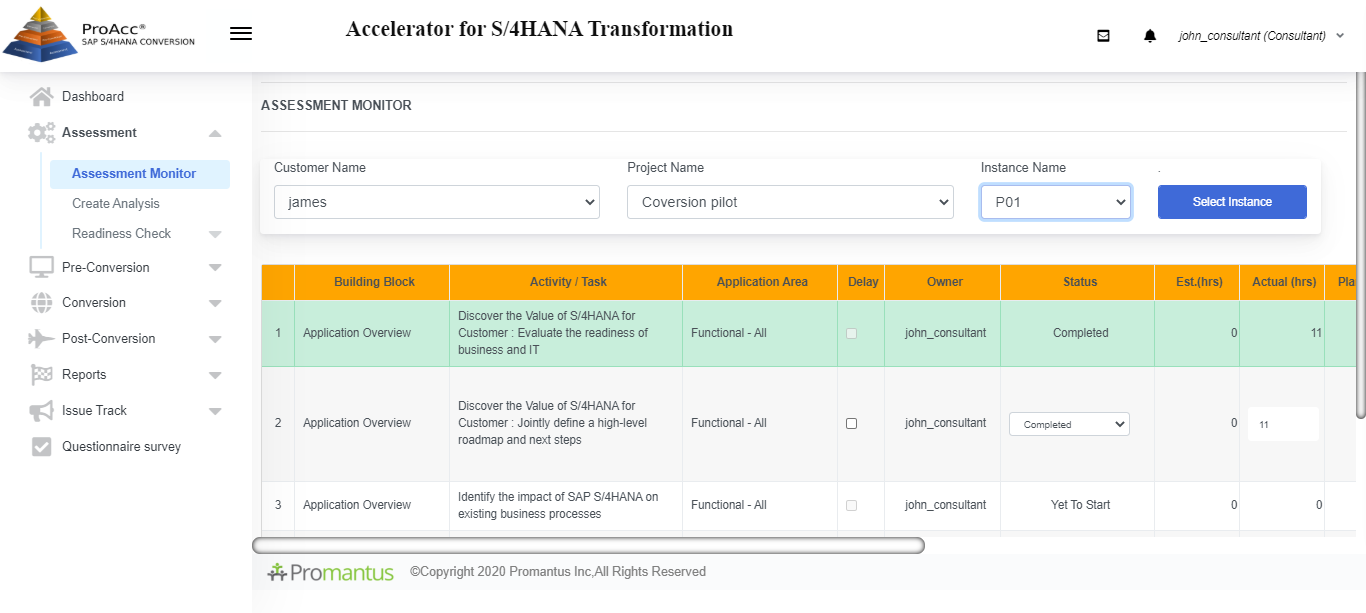 ProAcc®
SAP S/4HANA CONVERSION
Accelerator for S/4HANA Transformation
john_consultant (Consultant)
Dashboard
Assessment
Assessment Monitor
Create Analysis
Readiness Check
Pre-Conversion
Conversion
Post-Conversion
Reports
Issue Track
Questionnaire survey
ASSESSMENT MONITOR
Customer Name Project Name Instance Name .
james Coversion pilot P01 Select Instance
Building Block Activity / Task Application Area Delay Owner Status Est.(hrs) Actual (hrs) Pla
Discover the Value of S/4HANA for
1 Application Overview Customer : Evaluate the readiness of Functional - All john_consultant Completed 0 11
business and IT
Discover the Value of S/4HANA for
2 Application Overview Customer : Jointly define a high-level Functional - All john_consultant Completed 0 11
roadmap and next steps
Identify the impact of SAP S/4HANA on
3 Application Overview Functional - All john_consultant Yet To Start 0 0
existing business processes
Promantus ©Copyright 2020 Promantus Inc,All Rights Reserved